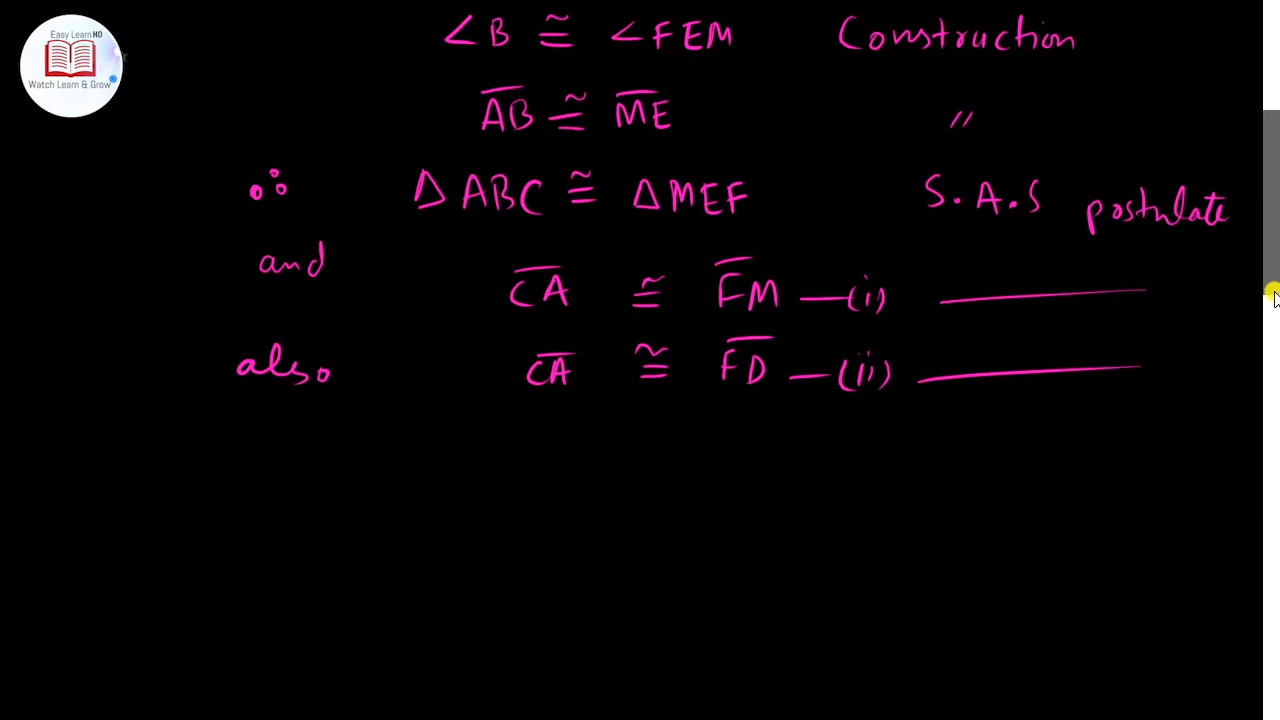 Easy Learn HD
Watch Learn & Grow
∠B ≅ ∠FEM Construction
A̅B̅ ≅ M̅E̅ 〃
∴ ΔABC ≅ ΔMEF S.A.S postulate
and C̅A̅ ≅ F̅M̅ —(i) ———
also C̅A̅ ≅ F̅D̅ —(ii) ———